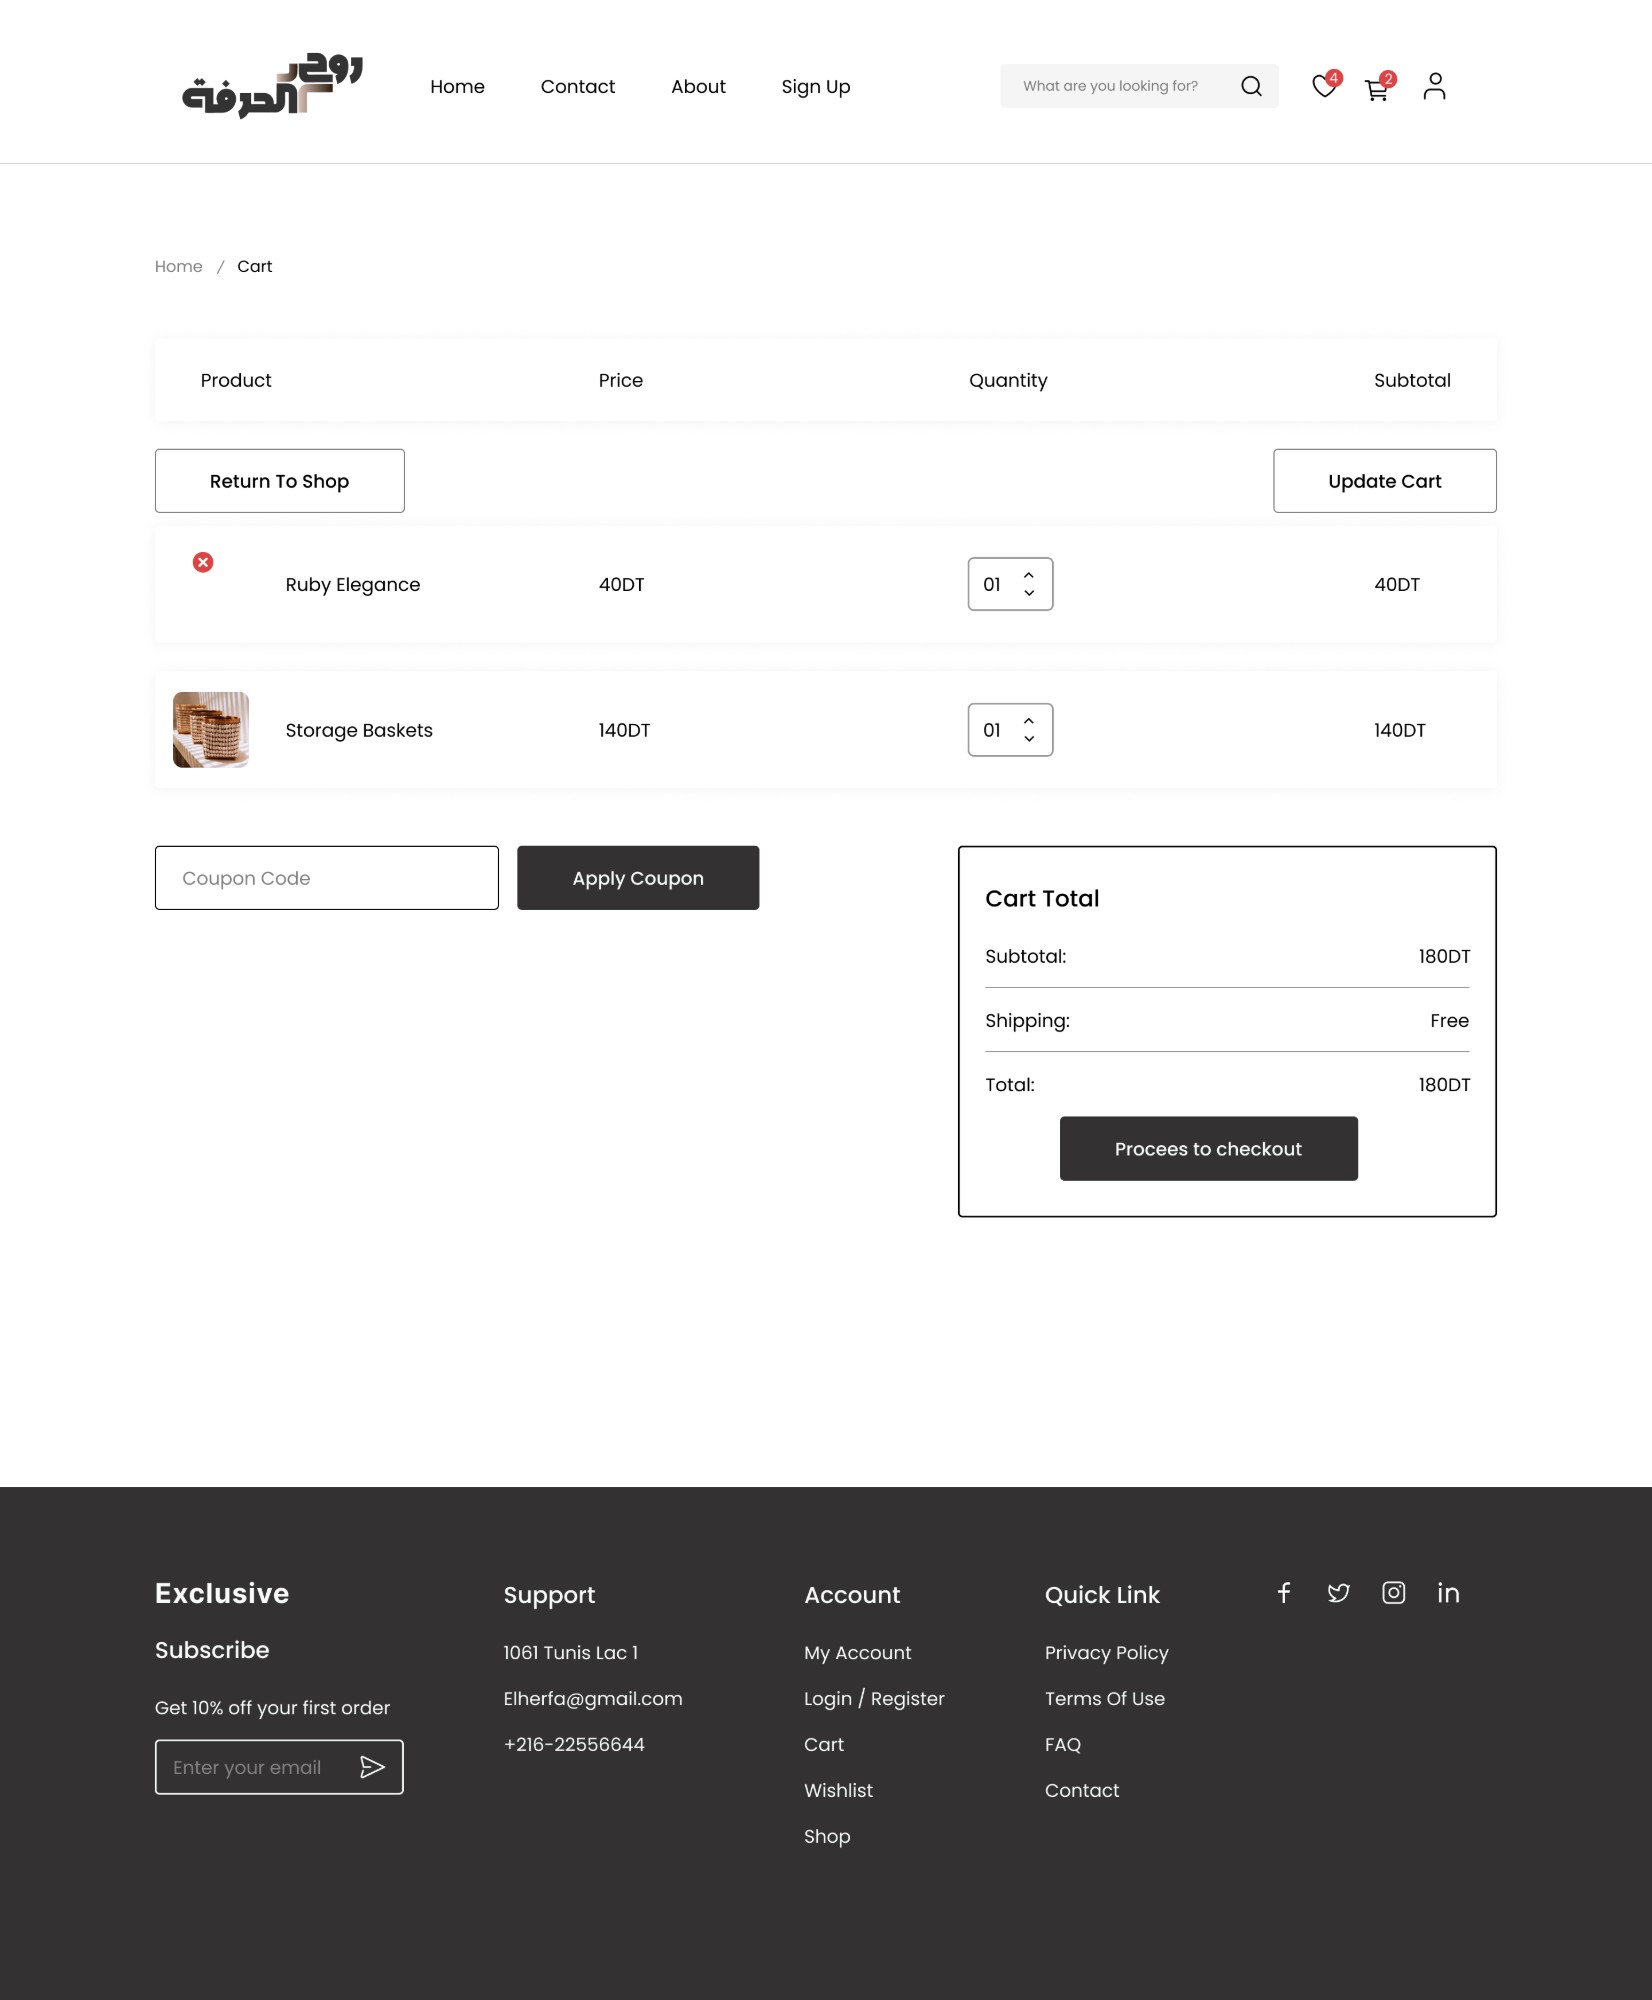 روح الحرفة
Home Contact About Sign Up What are you looking for? 4 2
Home / Cart
Product Price Quantity Subtotal
Return To Shop Update Cart
Ruby Elegance 40DT 01 40DT
Storage Baskets 140DT 01 140DT
Coupon Code Apply Coupon
Cart Total
Subtotal: 180DT
Shipping: Free
Total: 180DT
Procees to checkout
Exclusive
Subscribe
Get 10% off your first order
Enter your email
Support
1061 Tunis Lac 1
Elherfa@gmail.com
+216-22556644
Account
My Account
Login / Register
Cart
Wishlist
Shop
Quick Link
Privacy Policy
Terms Of Use
FAQ
Contact